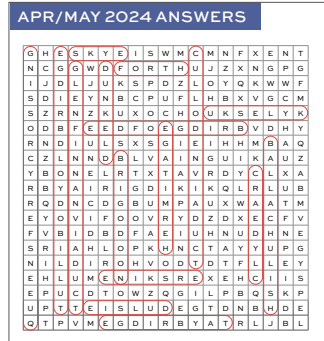 APR/MAY 2024 ANSWERS
G H E S K Y E I S W M C M N F X E N T
N C G G W D F O R T H U J Z X N G P G
I J D L J U K S P D Z L O Y Q K W W F
S D I E Y N B C P U F L H B X V G C M
S Z R N Z K U X O C H O U K S E L Y K
O D B F E E D F O E G D I R B V D H Y
R N D I U L S X S G I E I H H M B A Q
C Z L N N D B L V A I N G U I K A U Z
Y B O N E L R T X T A V R D Y C L X A
R B Y A I R I G D I K I K Q L R L U B
R Q D N C D G B U M P A U X W A A T M
E Y O V I F O O V R Y D Z D X E C F V
F V B I D B D F A E I U H N U D H N E
S R I A H L O P K H N C T A Y Y U P G
N I L D I R O H V O D T D T F L L E Y
E H L U M E N I K S R E X E H C I I S
E P U C D T O W Z Q G I L P B Q S K P
U P T T E I S L U D E G T D N B H D E
Q T P V M E G D I R B Y A T R L J B L